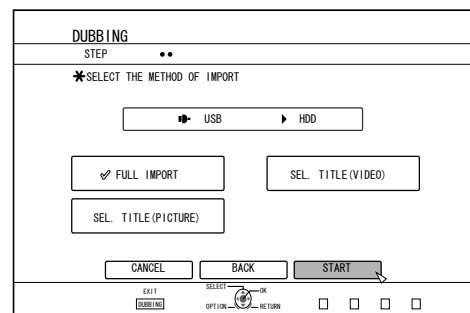 DUBBING
STEP
SELECT THE METHOD OF IMPORT
USB HDD
FULL IMPORT SEL. TITLE(VIDEO)
SEL. TITLE(PICTURE)
CANCEL BACK START
EXIT
DUBBING
SELECT OK
OPTION RETURN